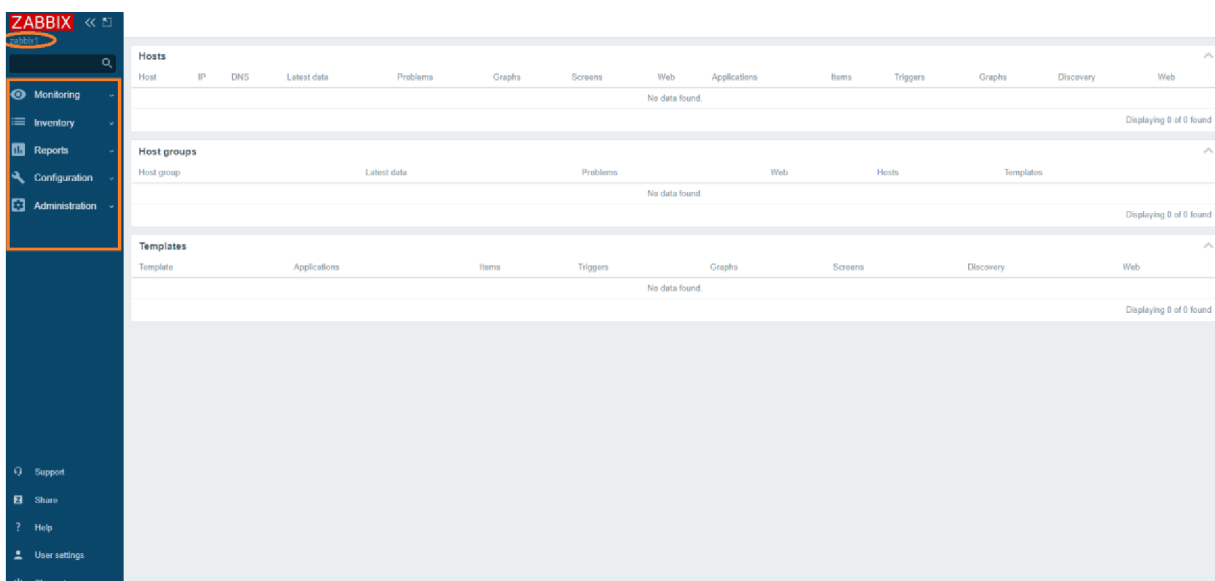 ZABBIX
zabbix1
Monitoring
Inventory
Reports
Configuration
Administration
Support
Share
Help
User settings
Hosts
Host IP DNS Latest data Problems Graphs Screens Web Applications Items Triggers Graphs Discovery Web
No data found.
Displaying 0 of 0 found
Host groups
Host group Latest data Problems Web Hosts Templates
No data found.
Displaying 0 of 0 found
Templates
Template Applications Items Triggers Graphs Screens Discovery Web
No data found.
Displaying 0 of 0 found